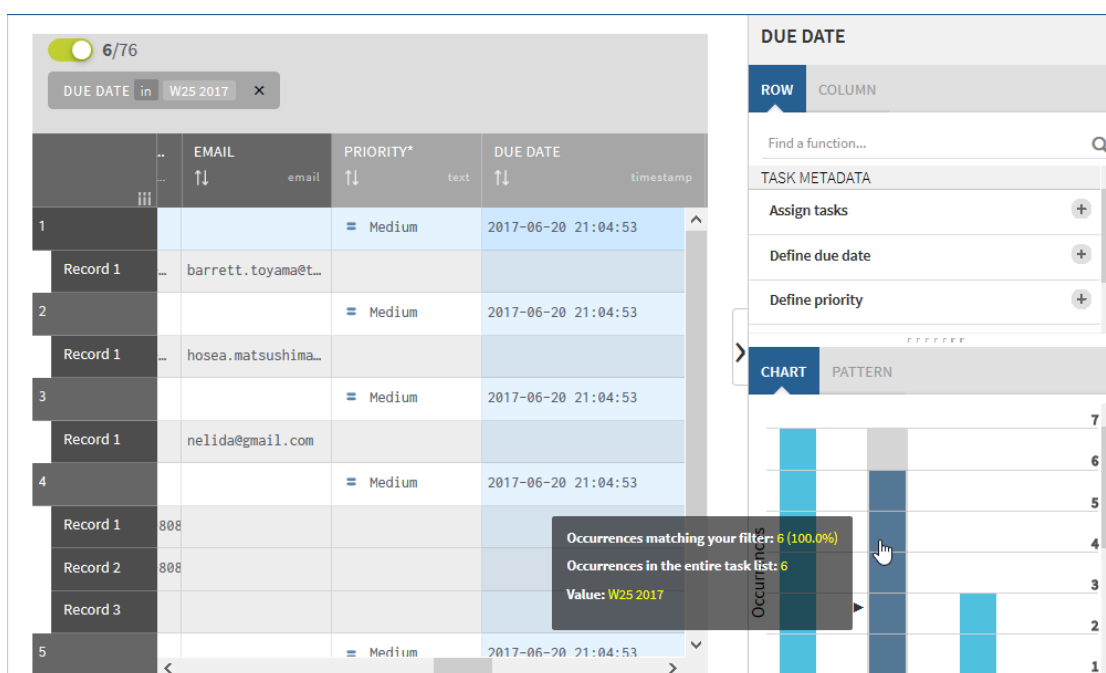 6/76
DUE DATE in W25 2017 ×
.. EMAIL PRIORITY* DUE DATE
... email text timestamp
1 Medium 2017-06-20 21:04:53
Record 1 … barrett.toyama@t…
2 Medium 2017-06-20 21:04:53
Record 1 … hosea.matsushima…
3 Medium 2017-06-20 21:04:53
Record 1 nelida@gmail.com
4 Medium 2017-06-20 21:04:53
Record 1 808
Record 2 808
Record 3
5 Medium 2017-06-20 21:04:53
DUE DATE
ROW COLUMN
Find a function...
TASK METADATA
Assign tasks +
Define due date +
Define priority +
CHART PATTERN
7
6
5
4
3
2
1
Occurrences
Occurrences matching your filter: 6 (100.0%)
Occurrences in the entire task list: 6
Value: W25 2017